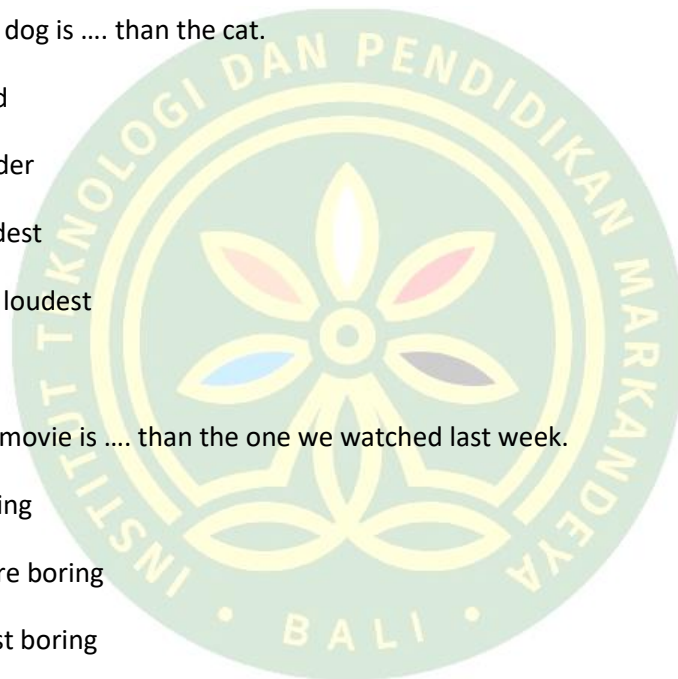 dog is .... than the cat.
d
der
dest
loudest
movie is .... than the one we watched last week.
ing
re boring
st boring
INSTITUT TEKNOLOGI DAN PENDIDIKAN MARKANDEYA
• BALI •